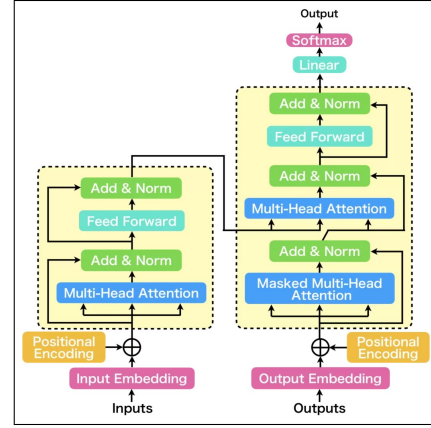 Output
Softmax
Linear
Add & Norm
Feed Forward
Add & Norm
Multi-Head Attention
Add & Norm
Masked Multi-Head
Attention
Add & Norm
Feed Forward
Add & Norm
Multi-Head Attention
Positional
Encoding
Positional
Encoding
Input Embedding
Output Embedding
Inputs
Outputs